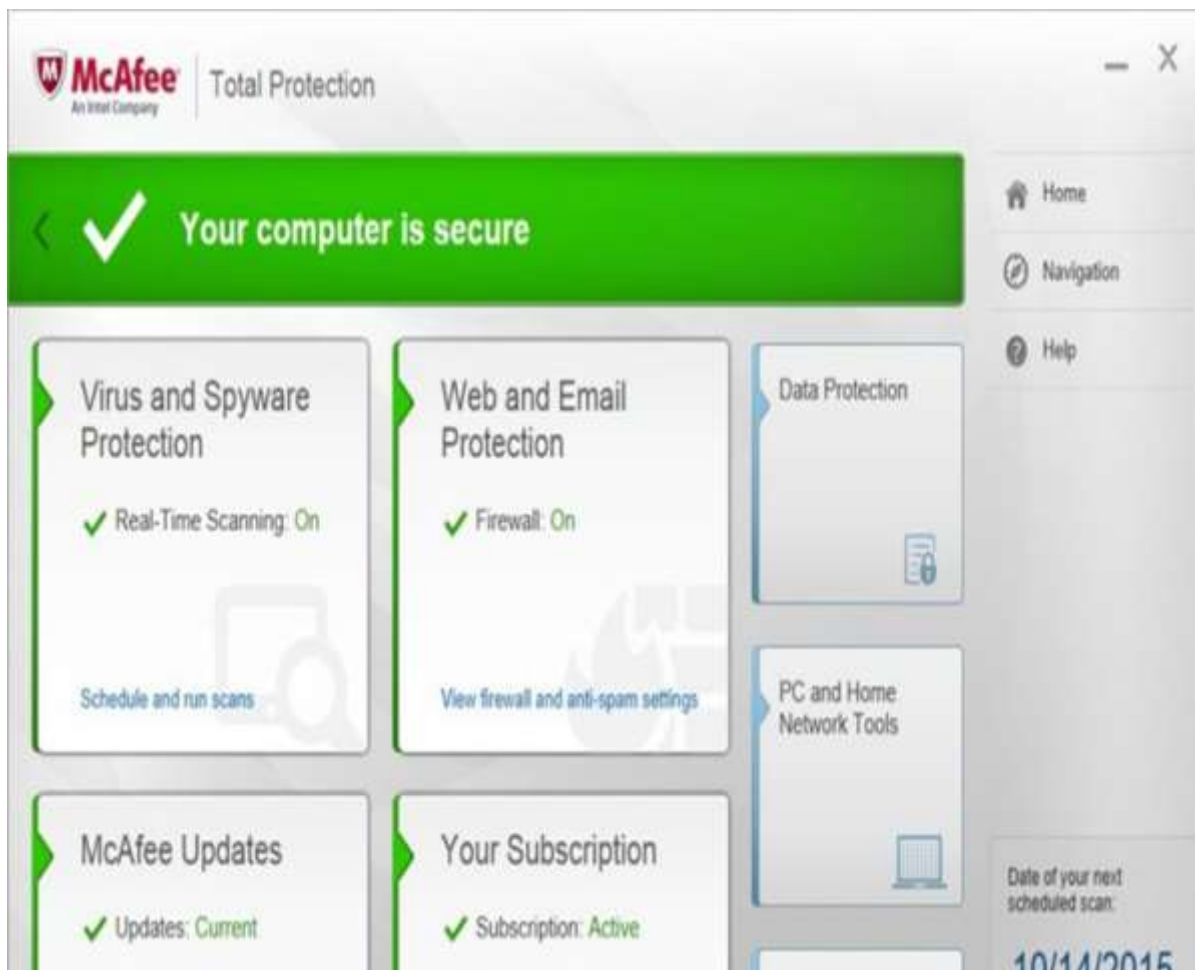 McAfee
An Intel Company
Total Protection
Your computer is secure
Home
Navigation
Help
Virus and Spyware
Protection
Real-Time Scanning: On
Schedule and run scans
Web and Email
Protection
Firewall: On
View firewall and anti-spam settings
Data Protection
PC and Home
Network Tools
McAfee Updates
Updates: Current
Your Subscription
Subscription: Active
Date of your next
scheduled scan:
10/14/2015